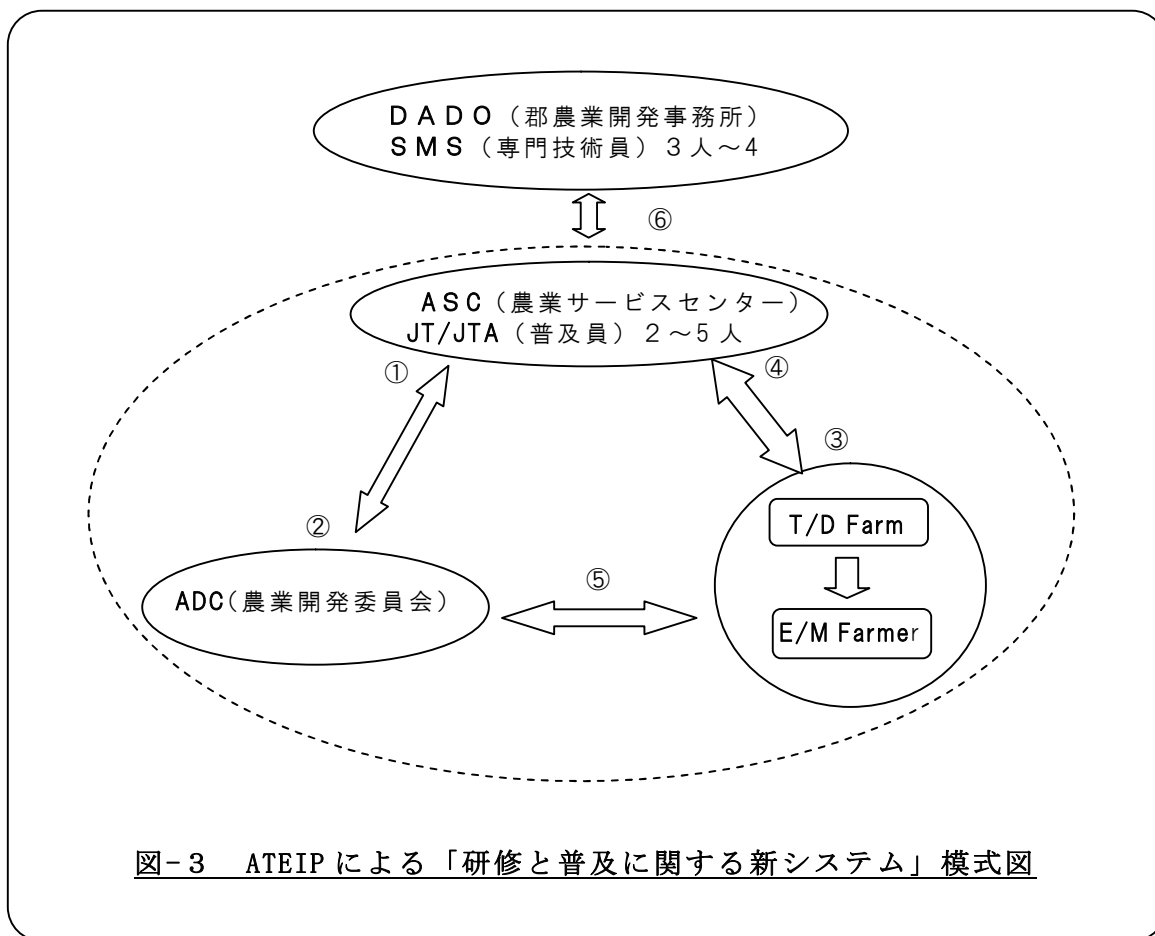 DADO（郡農業開発事務所）
SMS（専門技術員）３人～4
⑥
ASC（農業サービスセンター）
JT/JTA（普及員）２～5人
①
④
③
②
T/D Farm
⑤
ADC(農業開発委員会)
E/M Farmer
図-３　ATEIPによる「研修と普及に関する新システム」模式図